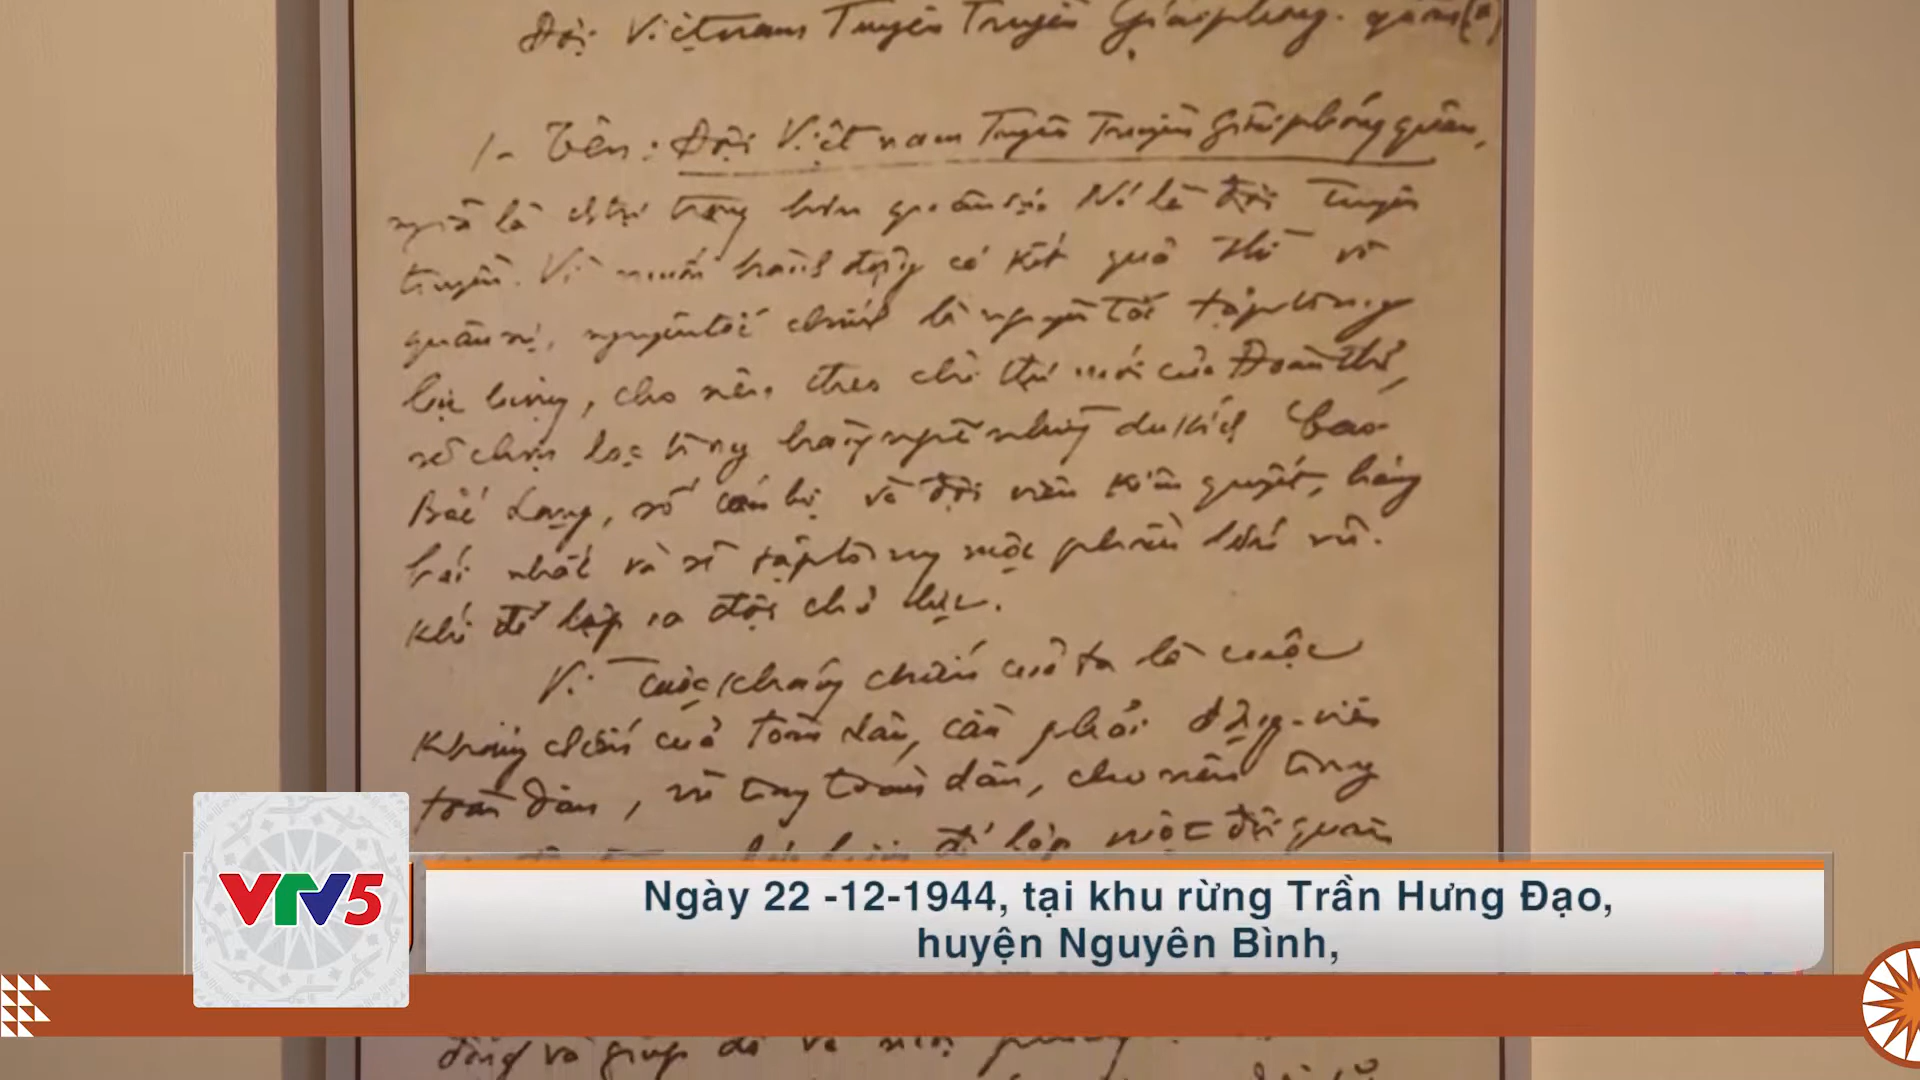 Đội Việt nam Tuyên Truyền Giải phóng quân
1- Tên: Đội Việt nam Tuyên Truyền Giải phóng quân,
nghĩa là chính trị trọng hơn quân sự. Nó là đội Tuyên
truyền. Vì muốn hành động có kết quả thì về
quân sự, nguyên tắc chính là nguyên tắc tập trung
lực lượng, cho nên, theo chỉ thị mới của Đoàn thể,
sẽ chọn lọc trong hàng ngũ những du kích Cao-
Bắc Lạng, số cán bộ và đội viên kiên quyết, hăng
hái nhất và sẽ tập trung một phần lớn vũ
khí để lập ra đội chủ lực.
Vì cuộc kháng chiến của ta là cuộc
kháng chiến của toàn dân, cần phải động viên
toàn dân, vũ trang toàn dân, cho nên trong
để lập một đội quân
VTV5
Ngày 22 -12-1944, tại khu rừng Trần Hưng Đạo,
huyện Nguyên Bình,
động và giúp đỡ về mọi phương